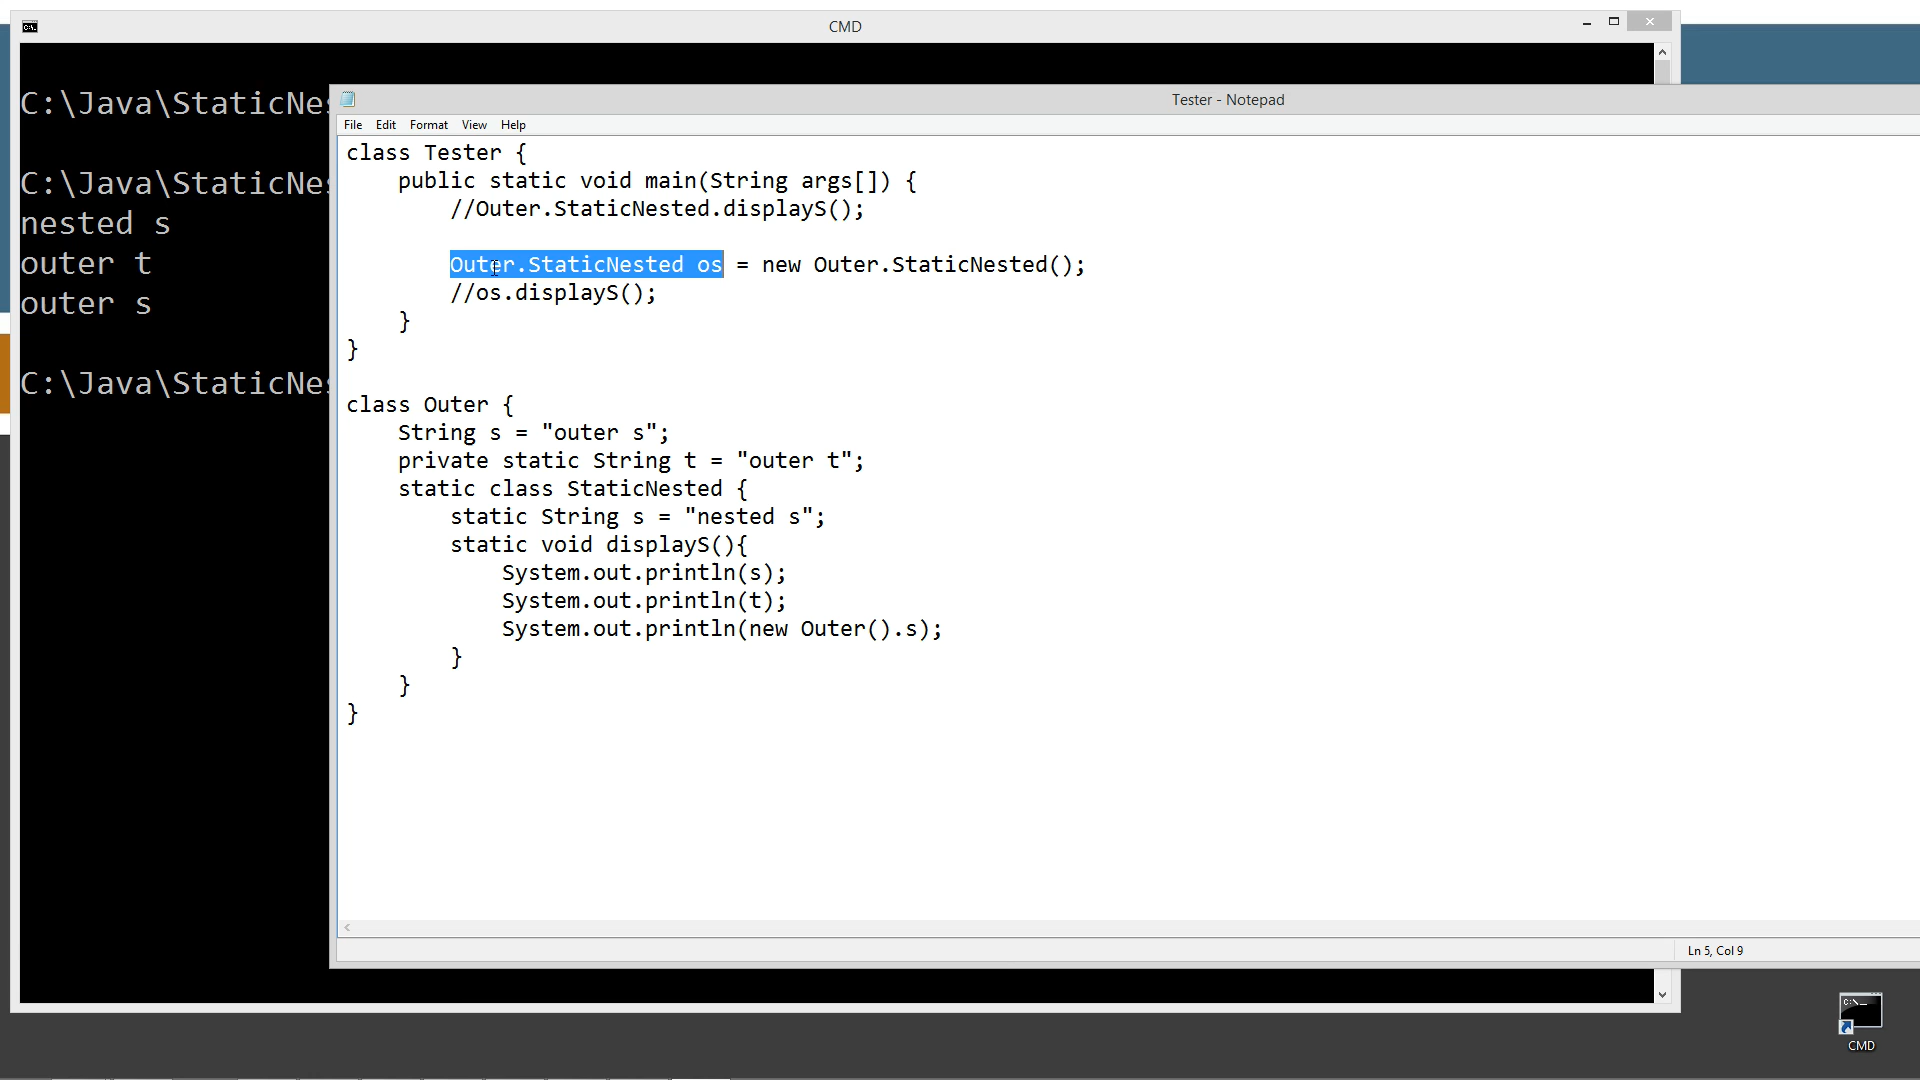 CMD
C:\Java\StaticNes
C:\Java\StaticNes
nested s
outer t
outer s
C:\Java\StaticNes
Tester - Notepad
File Edit Format View Help
class Tester {
    public static void main(String args[]) {
        //Outer.StaticNested.displayS();
        Outer.StaticNested os = new Outer.StaticNested();
        //os.displayS();
    }
}
class Outer {
    String s = "outer s";
    private static String t = "outer t";
    static class StaticNested {
        static String s = "nested s";
        static void displayS(){
            System.out.println(s);
            System.out.println(t);
            System.out.println(new Outer().s);
        }
    }
}
Ln 5, Col 9
CMD